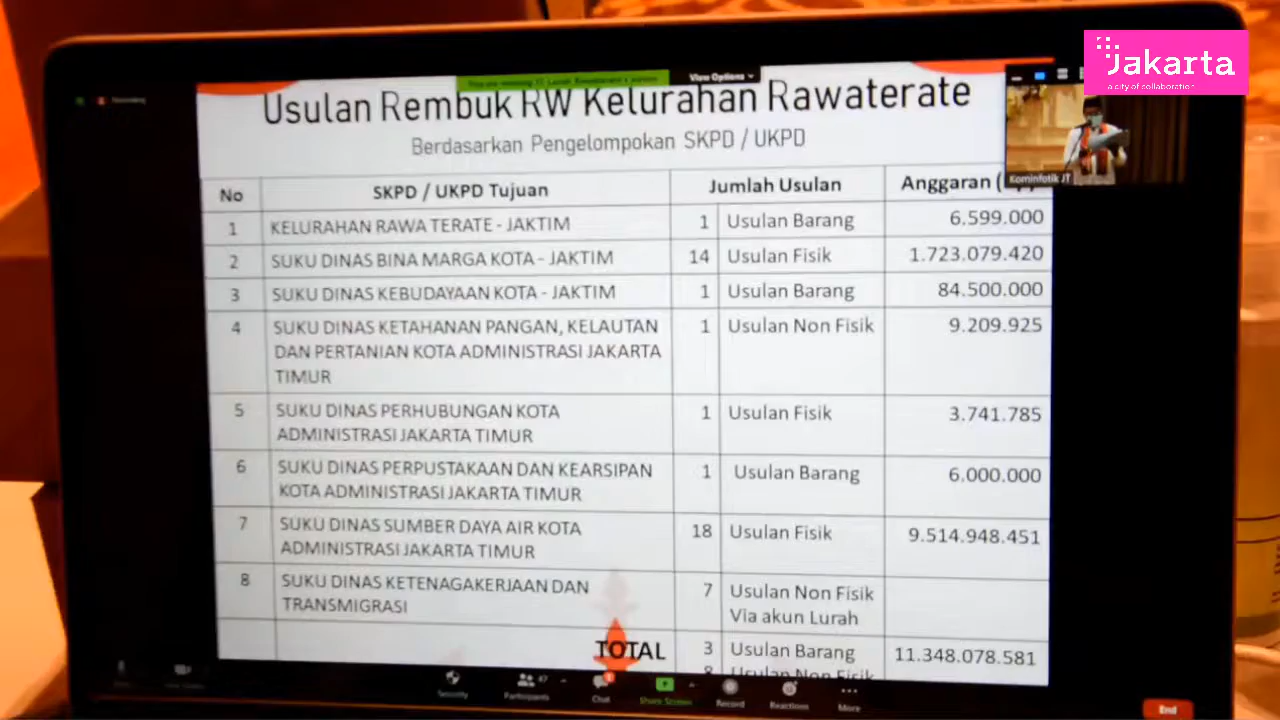 Jakarta
a city of collaboration
View Options
Usulan Rembuk RW Kelurahan Rawaterate
Berdasarkan Pengelompokan SKPD / UKPD
Kominfotik JT
No SKPD / UKPD Tujuan Jumlah Usulan Anggaran (
1 KELURAHAN RAWA TERATE - JAKTIM 1 Usulan Barang 6.599.000
2 SUKU DINAS BINA MARGA KOTA - JAKTIM 14 Usulan Fisik 1.723.079.420
3 SUKU DINAS KEBUDAYAAN KOTA - JAKTIM 1 Usulan Barang 84.500.000
4 SUKU DINAS KETAHANAN PANGAN, KELAUTAN 1 Usulan Non Fisik 9.209.925
DAN PERTANIAN KOTA ADMINISTRASI JAKARTA
TIMUR
5 SUKU DINAS PERHUBUNGAN KOTA 1 Usulan Fisik 3.741.785
ADMINISTRASI JAKARTA TIMUR
6 SUKU DINAS PERPUSTAKAAN DAN KEARSIPAN 1 Usulan Barang 6.000.000
KOTA ADMINISTRASI JAKARTA TIMUR
7 SUKU DINAS SUMBER DAYA AIR KOTA 18 Usulan Fisik 9.514.948.451
ADMINISTRASI JAKARTA TIMUR
8 SUKU DINAS KETENAGAKERJAAN DAN 7 Usulan Non Fisik
TRANSMIGRASI Via akun Lurah
TOTAL 3 Usulan Barang 11.348.078.581
8 Usulan Non Fisik
Security Participants 47 Chat Share Screen Record Reactions More End